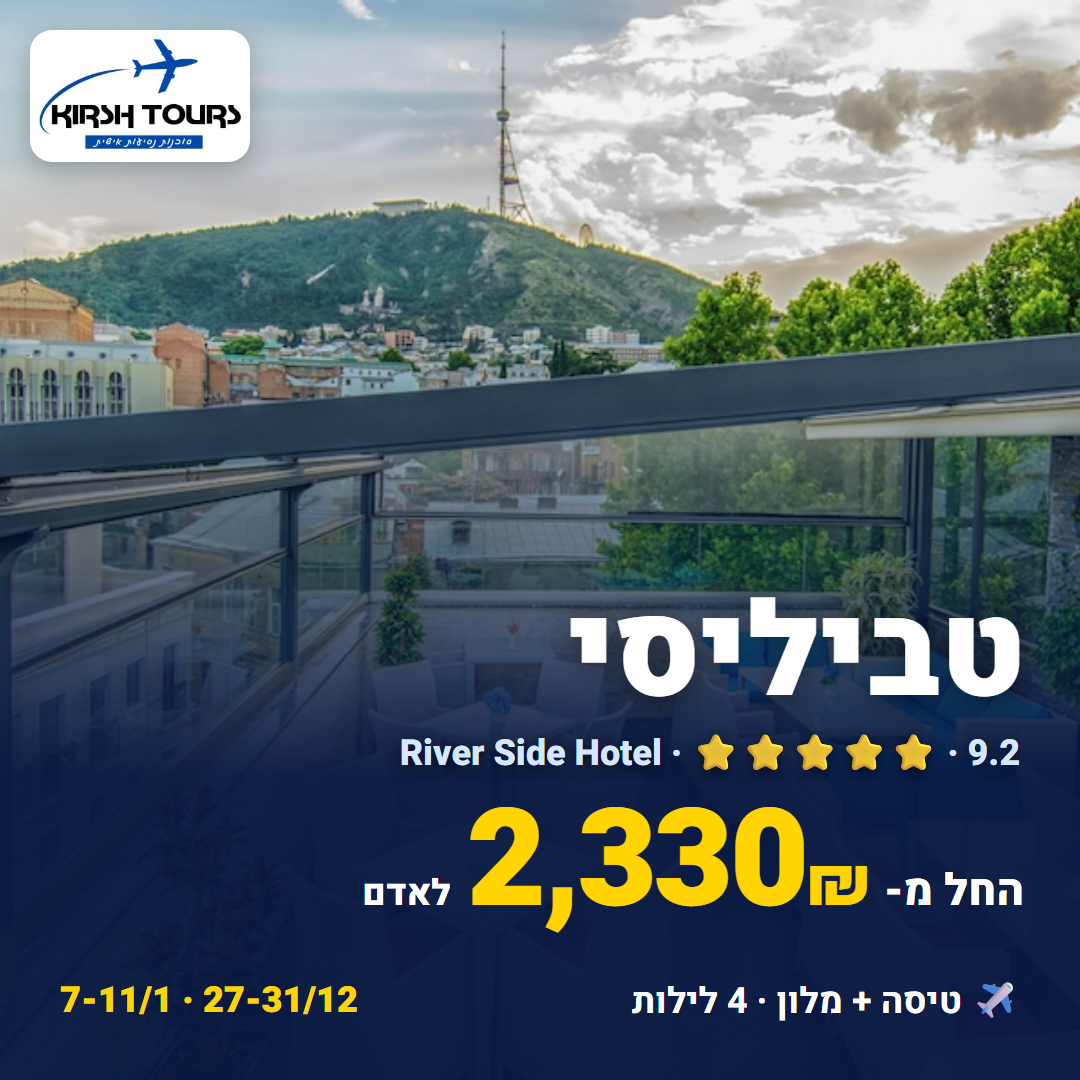 KIRSH TOURS
סוכנות נסיעות אישית
טביליסי
River Side Hotel · ⭐⭐⭐⭐⭐ · 9.2
החל מ- ₪2,330 לאדם
✈️ טיסה + מלון · 4 לילות
7-11/1 · 27-31/12